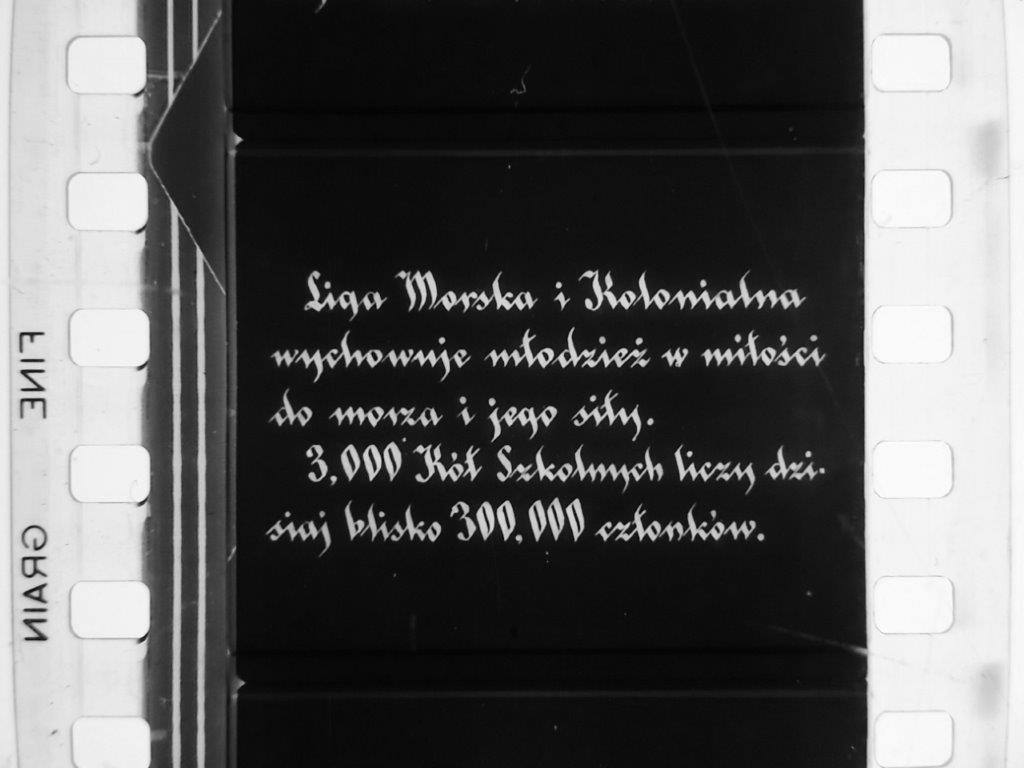 Liga Morska i Kolonialna
wychowuje młodzież w miłości
do morza i jego siły.
3,000 Kół Szkolnych liczy dzi-
siaj blisko 300,000 członków.
FINE GRAIN